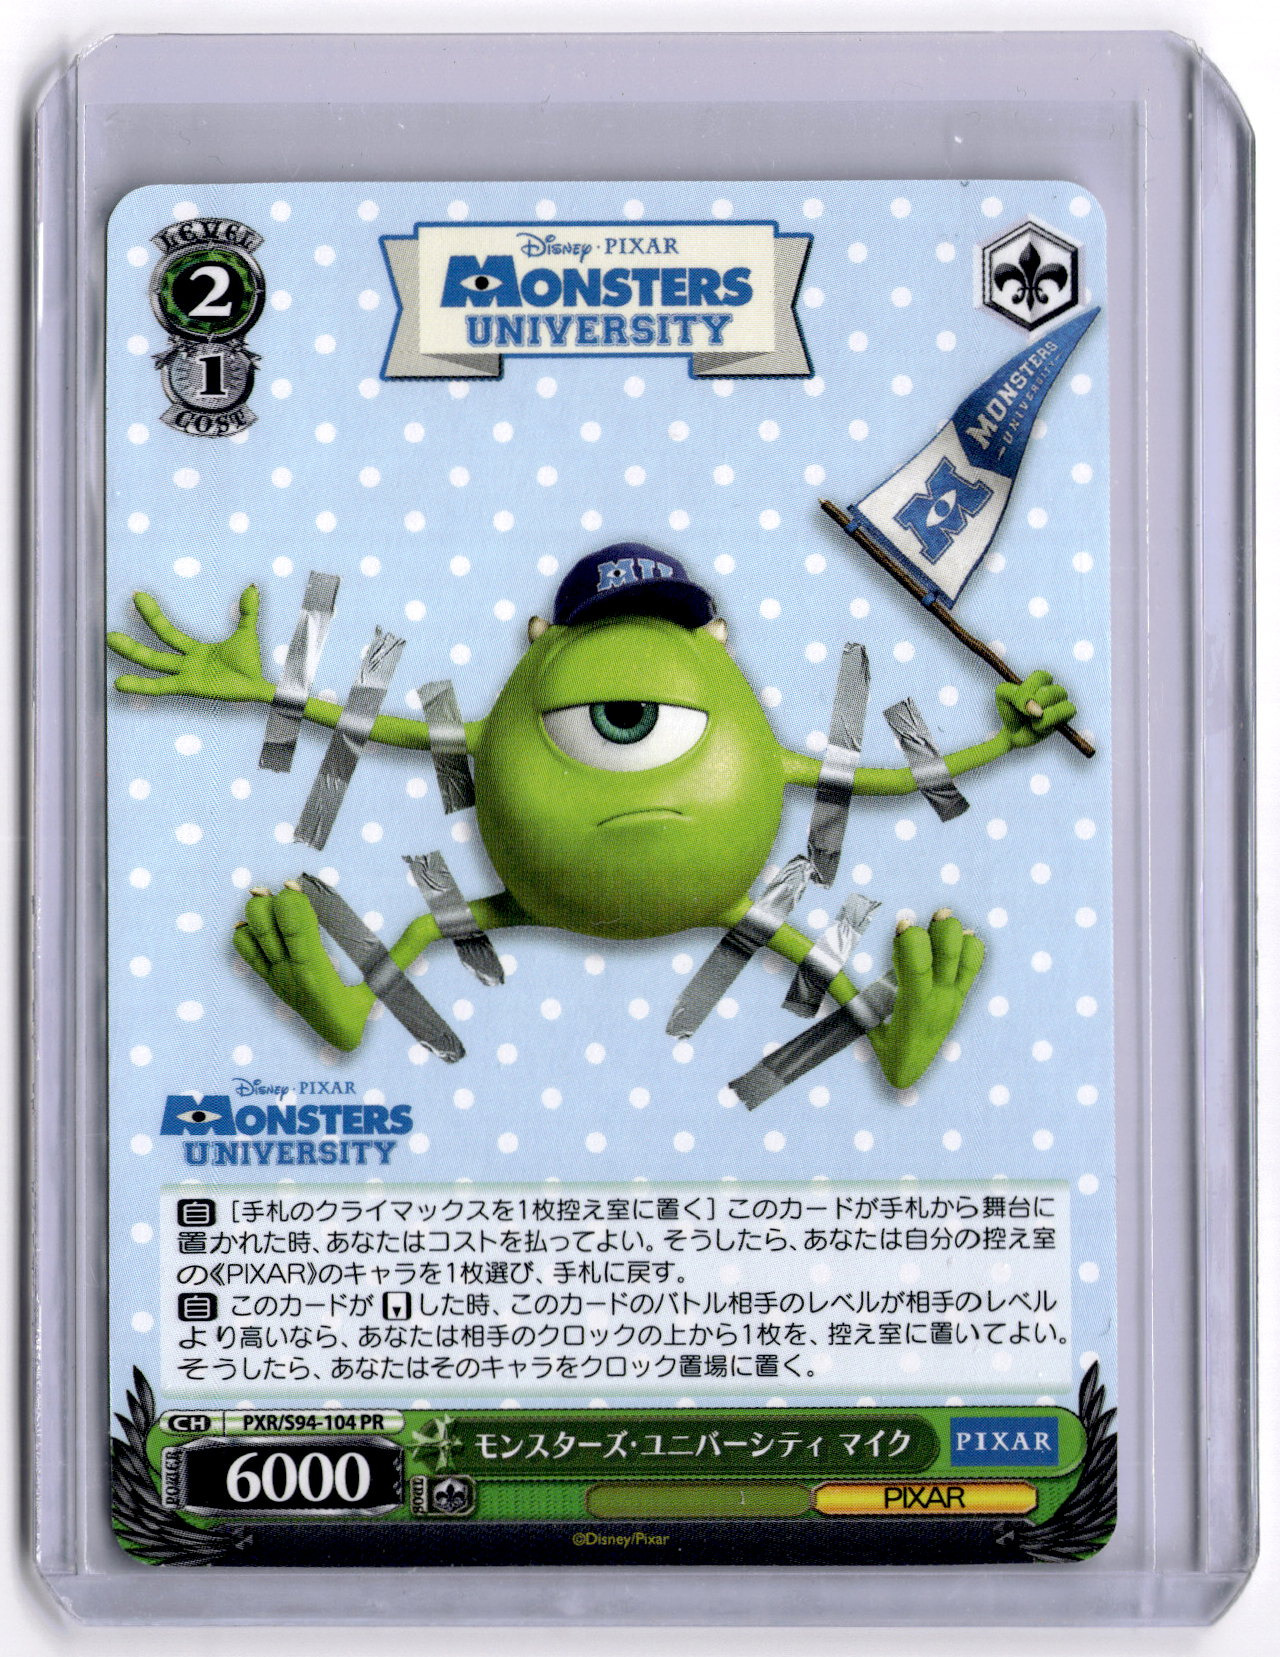 LEVEL
2
1
COST
Disney・PIXAR
MONSTERS
UNIVERSITY
MONSTERS
UNIVERSITY
M
MU
Disney・PIXAR
MONSTERS
UNIVERSITY
自 [手札のクライマックスを1枚控え室に置く] このカードが手札から舞台に
置かれた時、あなたはコストを払ってよい。そうしたら、あなたは自分の控え室
の《PIXAR》のキャラを1枚選び、手札に戻す。
自 このカードが した時、このカードのバトル相手のレベルが相手のレベル
より高いなら、あなたは相手のクロックの上から1枚を、控え室に置いてよい。
そうしたら、あなたはそのキャラをクロック置場に置く。
CH PXR/S94-104 PR
POWER 6000 SOUL
モンスターズ・ユニバーシティ マイク
PIXAR
PIXAR
©Disney/Pixar